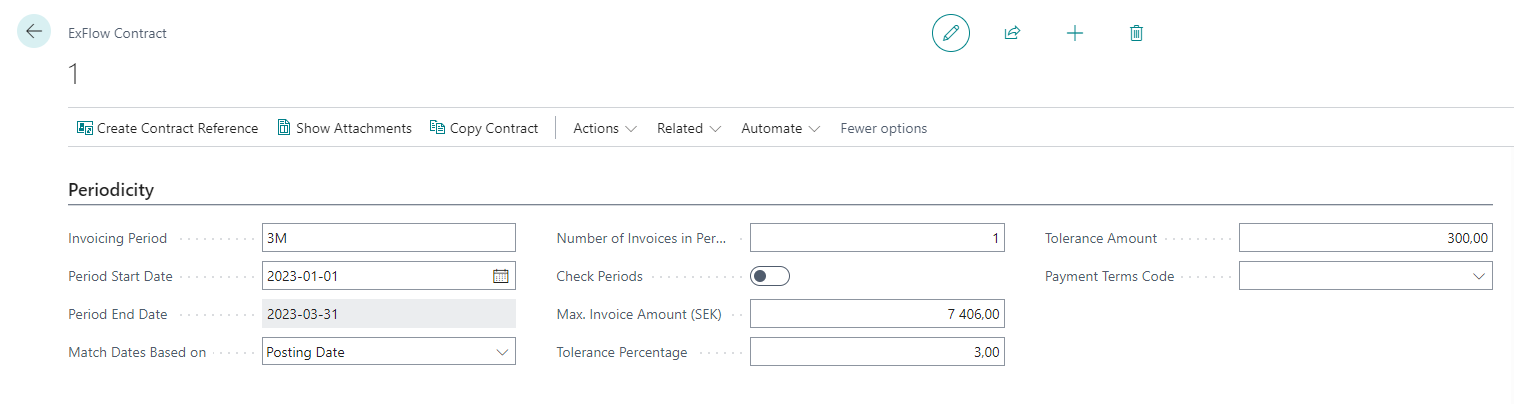 ExFlow Contract
1
Create Contract Reference Show Attachments Copy Contract Actions Related Automate Fewer options
Periodicity
Invoicing Period 3M Number of Invoices in Per... 1 Tolerance Amount 300,00
Period Start Date 2023-01-01 Check Periods Payment Terms Code
Period End Date 2023-03-31 Max. Invoice Amount (SEK) 7 406,00
Match Dates Based on Posting Date Tolerance Percentage 3,00